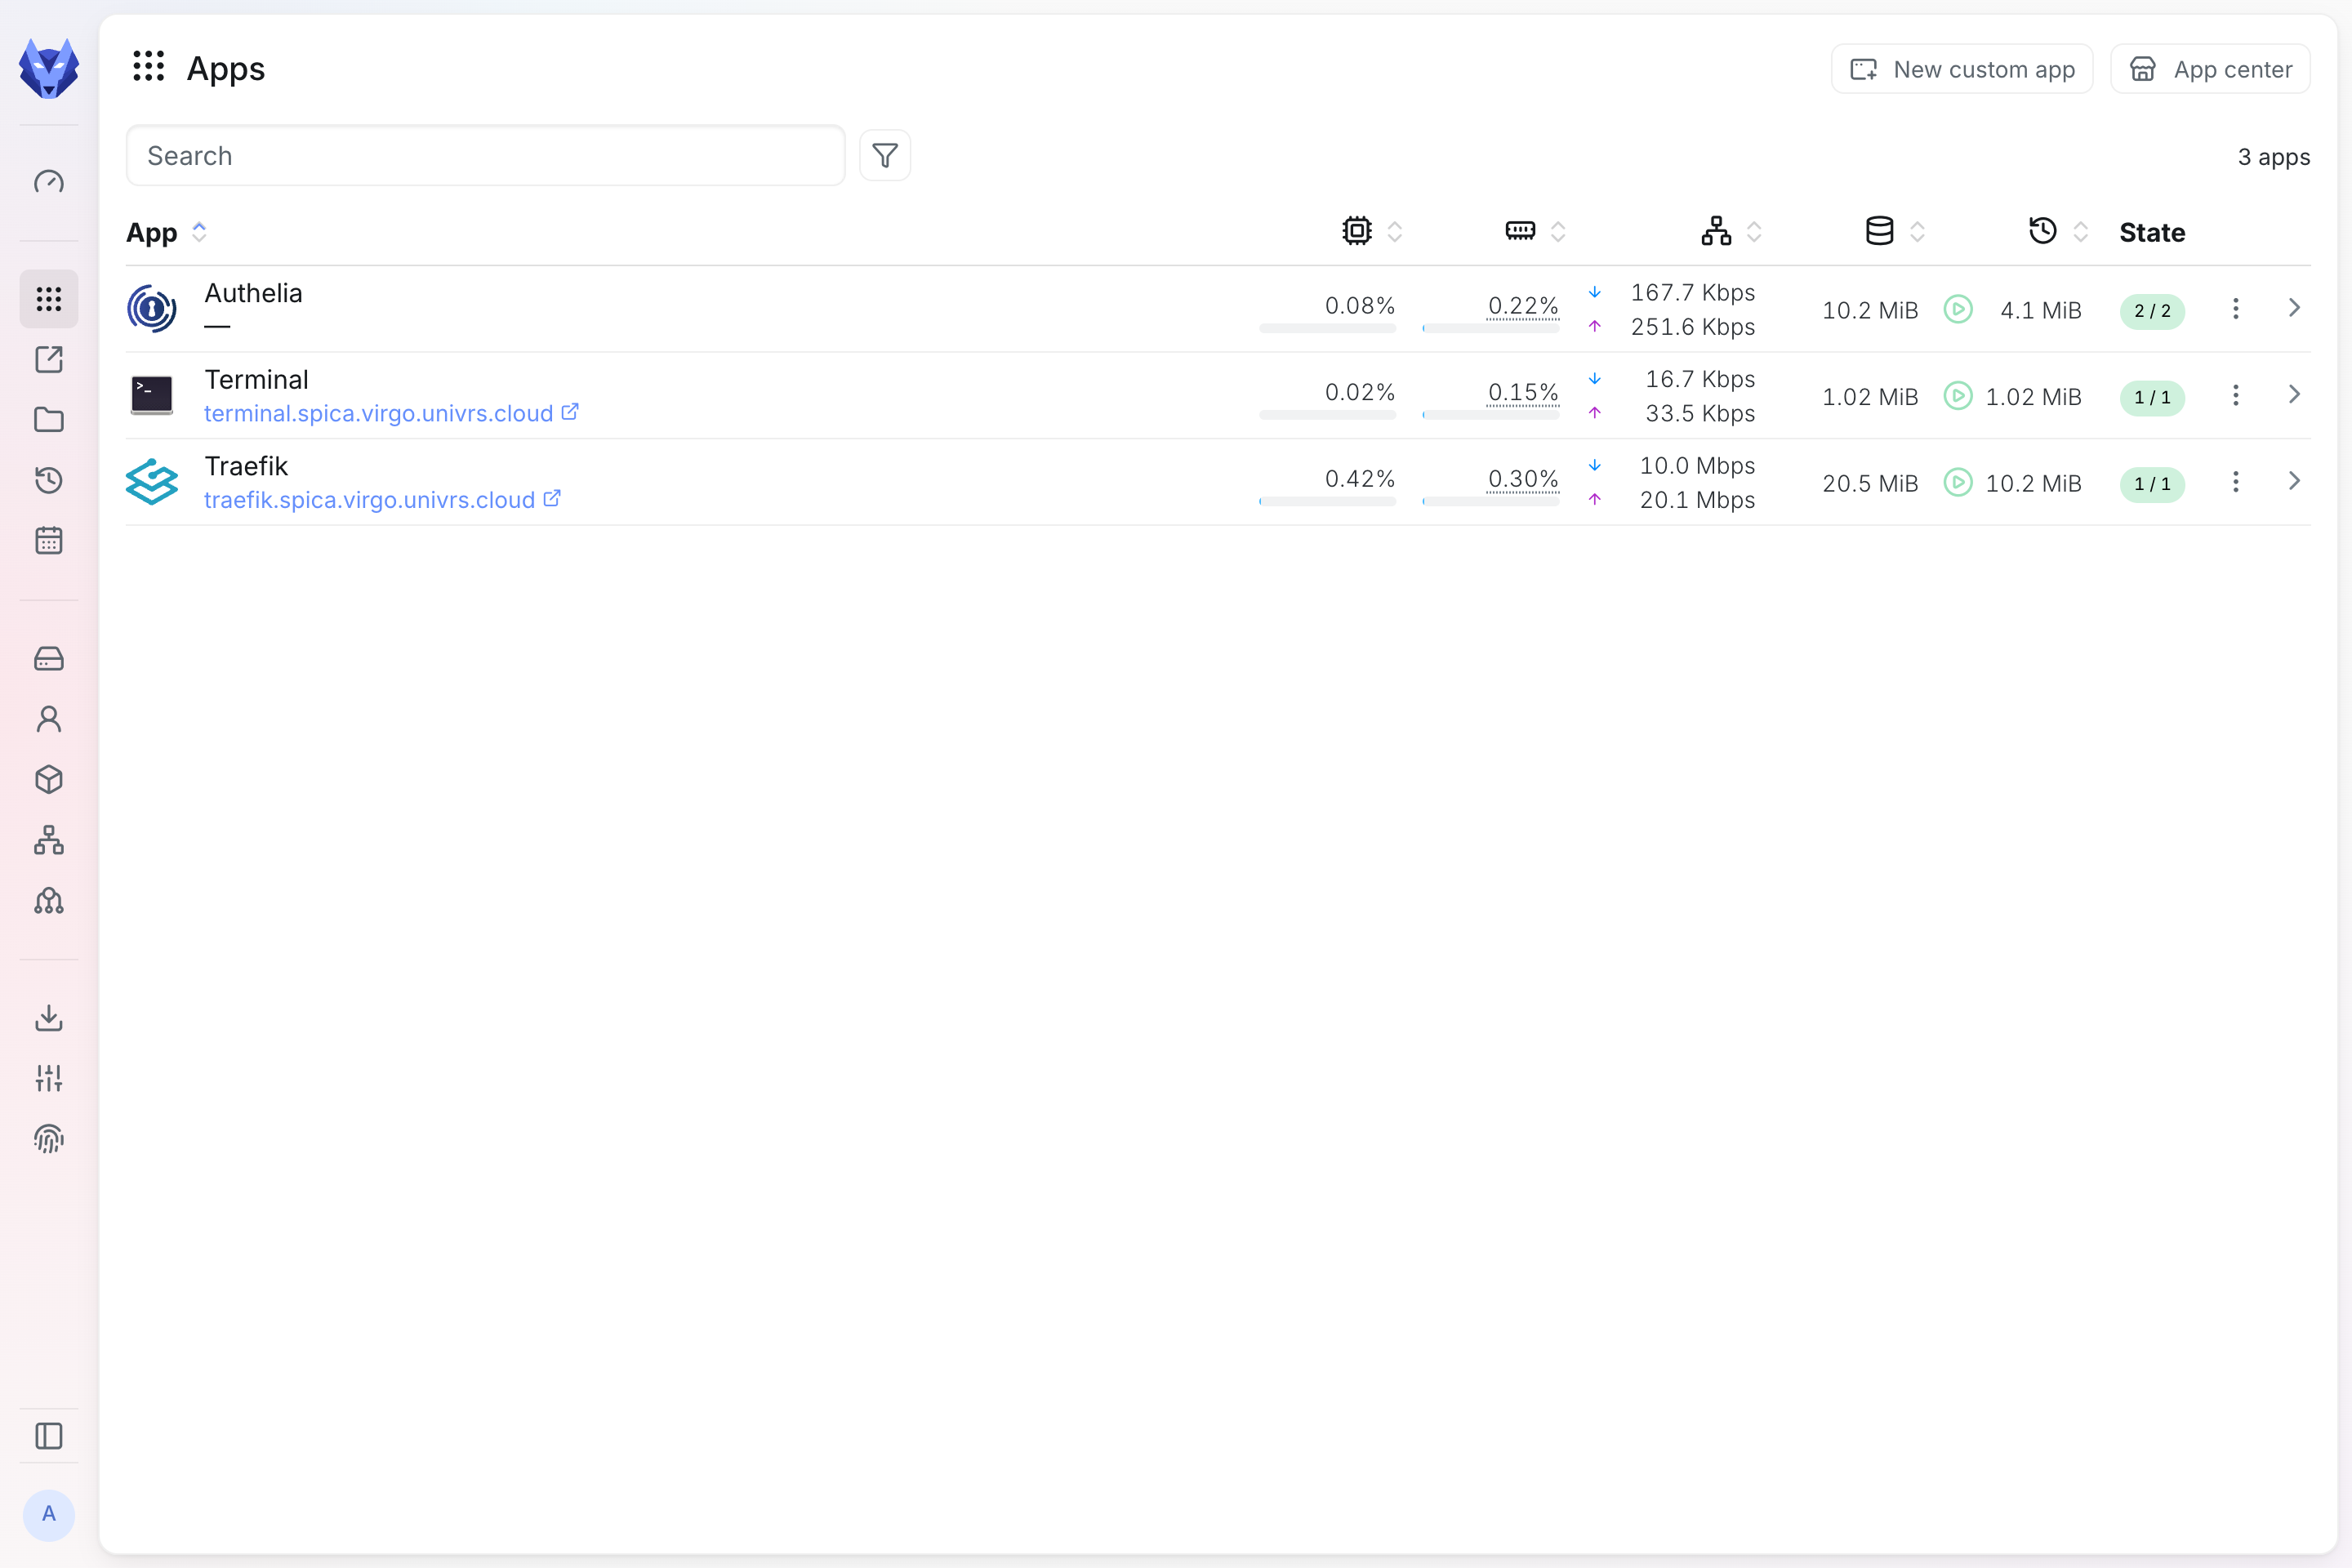 Apps
New custom app
App center
Search
3 apps
App
State
Authelia
—
0.08%
0.22%
167.7 Kbps
251.6 Kbps
10.2 MiB
4.1 MiB
2 / 2
>_
Terminal
terminal.spica.virgo.univrs.cloud
0.02%
0.15%
16.7 Kbps
33.5 Kbps
1.02 MiB
1.02 MiB
1 / 1
Traefik
traefik.spica.virgo.univrs.cloud
0.42%
0.30%
10.0 Mbps
20.1 Mbps
20.5 MiB
10.2 MiB
1 / 1
A